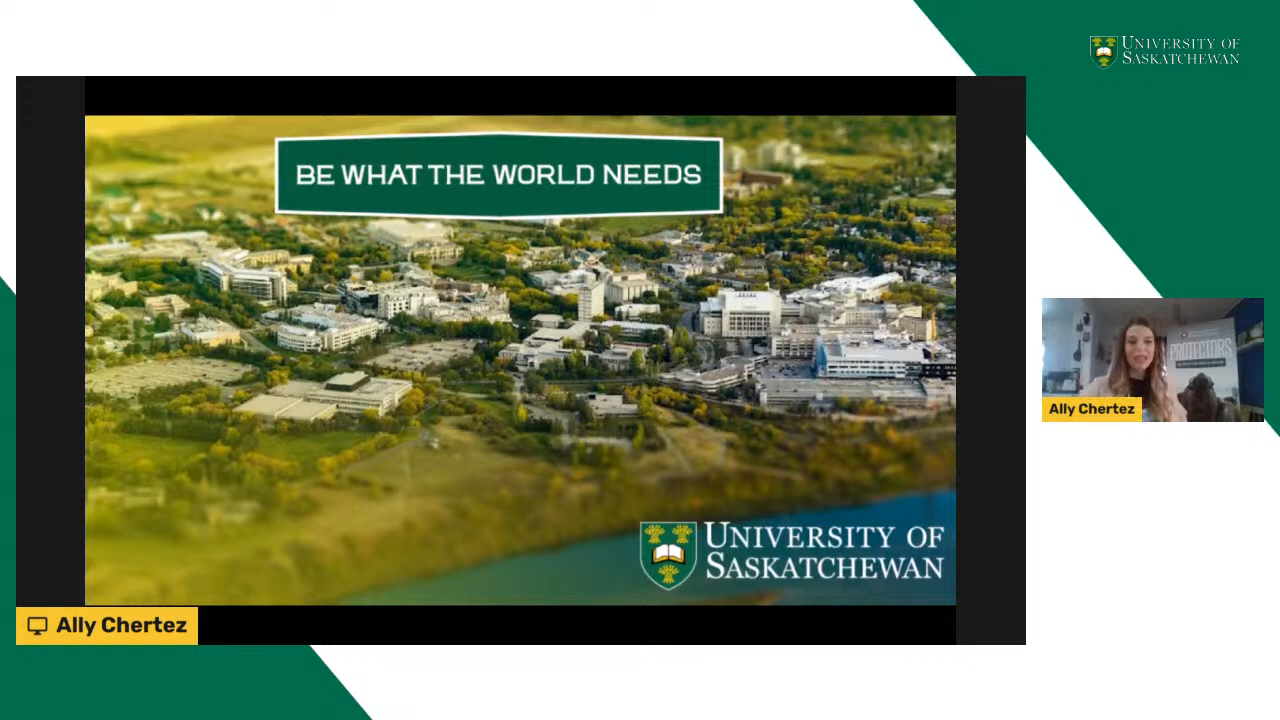 UNIVERSITY OF
SASKATCHEWAN
BE WHAT THE WORLD NEEDS
PROTECTORS
Ally Chertez
UNIVERSITY OF
SASKATCHEWAN
Ally Chertez